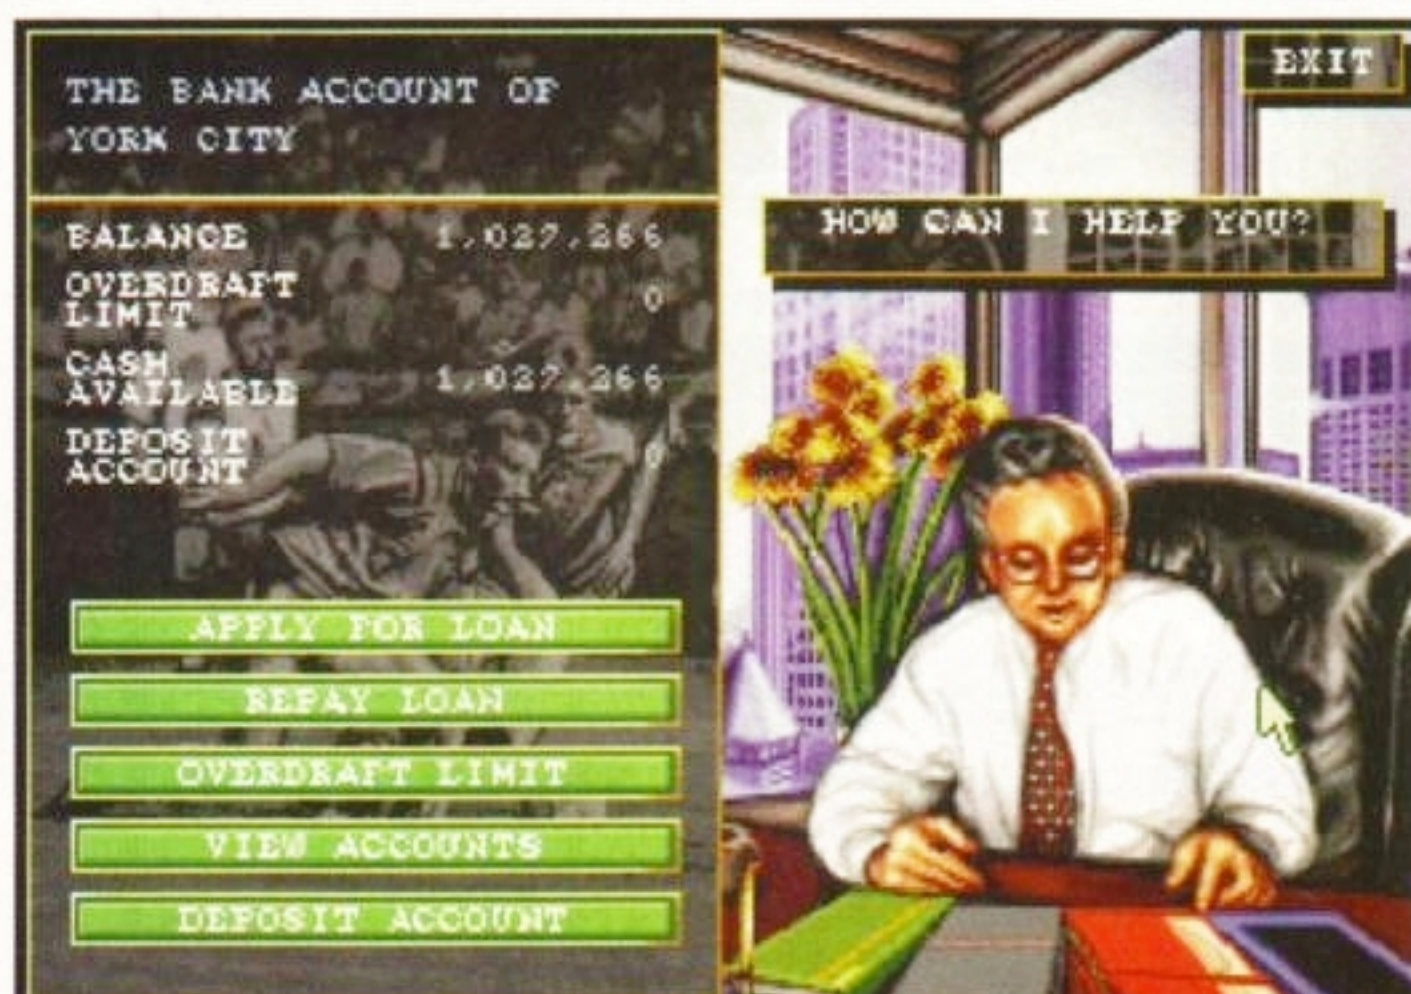 THE BANK ACCOUNT OF
YORK CITY
BALANCE 1,027,266
OVERDRAFT
LIMIT 0
CASH
AVAILABLE 1,027,266
DEPOSIT
ACCOUNT 0
APPLY FOR LOAN
REPAY LOAN
OVERDRAFT LIMIT
VIEW ACCOUNTS
DEPOSIT ACCOUNT
EXIT
HOW CAN I HELP YOU?